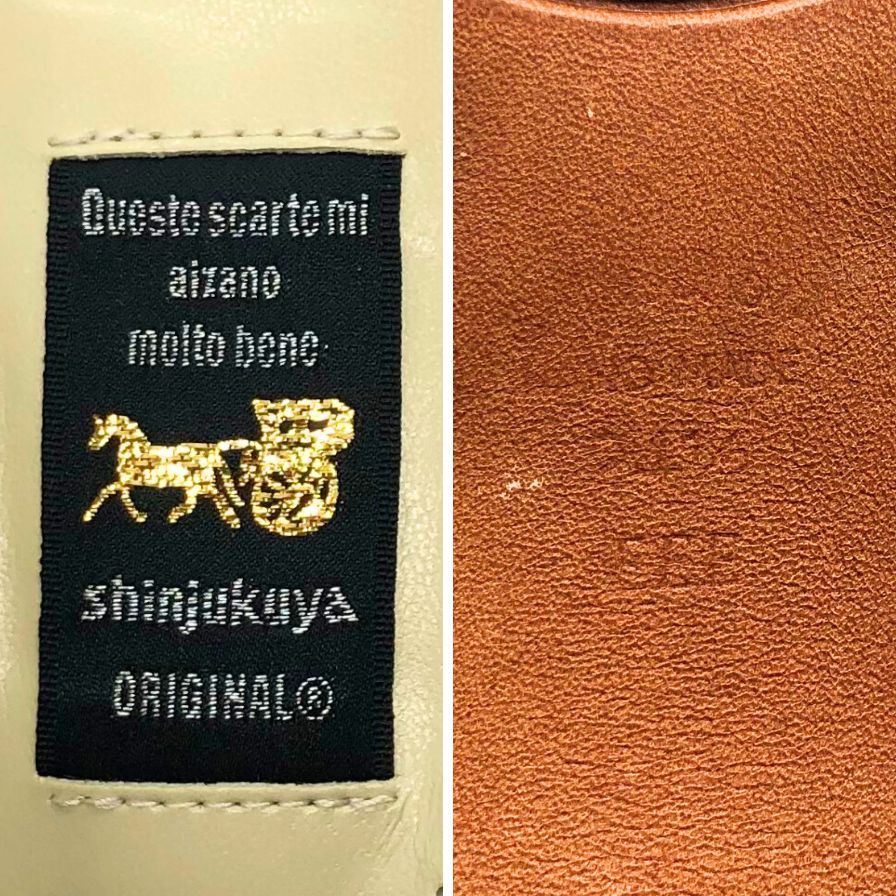 Queste scarte mi
aizano
molto bene
shinjukuya
ORIGINAL®